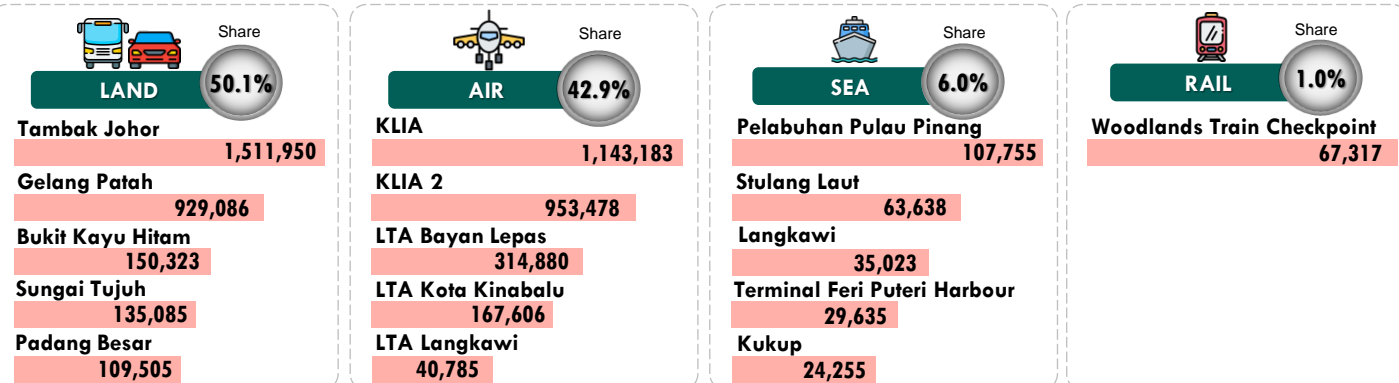 Share
LAND
50.1%
Tambak Johor
1,511,950
Gelang Patah
929,086
Bukit Kayu Hitam
150,323
Sungai Tujuh
135,085
Padang Besar
109,505
Share
AIR
42.9%
KLIA
1,143,183
KLIA 2
953,478
LTA Bayan Lepas
314,880
LTA Kota Kinabalu
167,606
LTA Langkawi
40,785
Share
SEA
6.0%
Pelabuhan Pulau Pinang
107,755
Stulang Laut
63,638
Langkawi
35,023
Terminal Feri Puteri Harbour
29,635
Kukup
24,255
Share
RAIL
1.0%
Woodlands Train Checkpoint
67,317